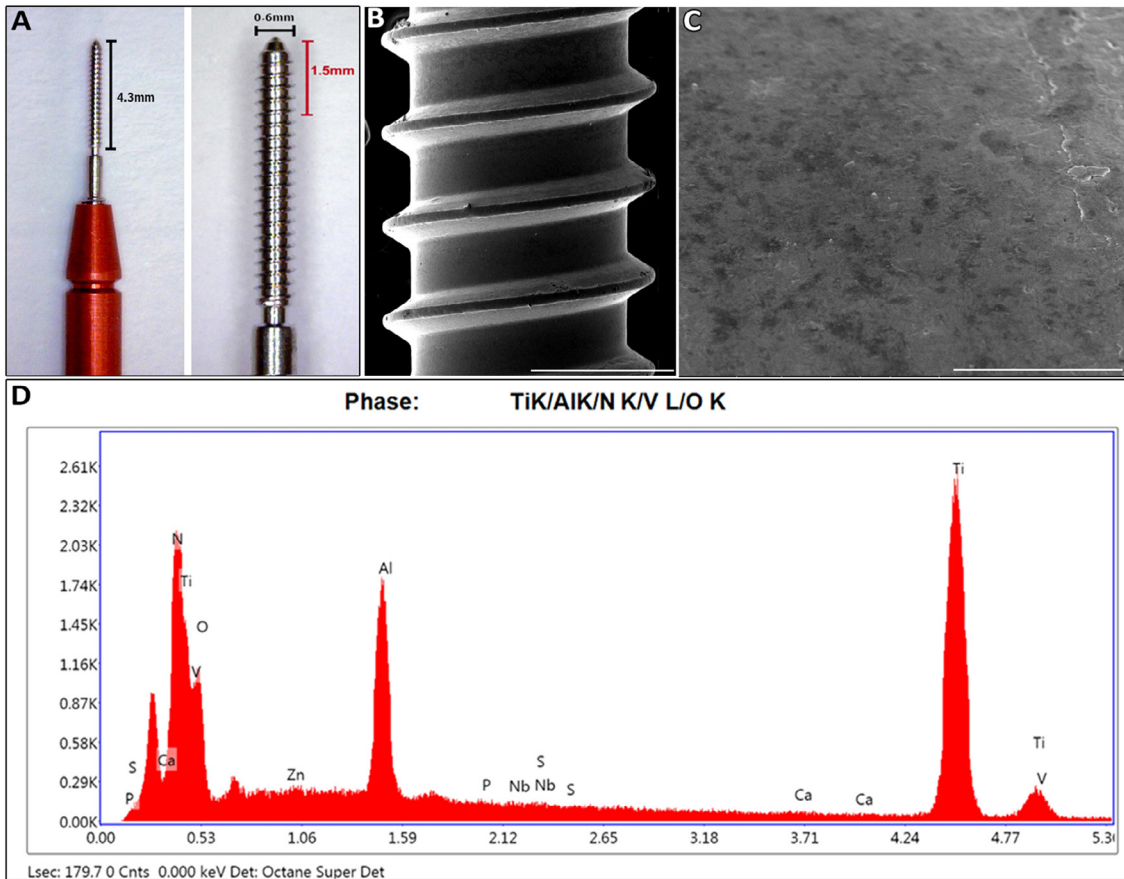 A
4.3mm
0.6mm
1.5mm
B
C
D
Phase: TiK/AlK/N K/V L/O K
2.61K
2.32K
2.03K
1.74K
1.45K
1.16K
0.87K
0.58K
0.29K
0.00K
N
Ti
O
V
S
Ca
P
Zn
Al
P
S
Nb
Nb
S
Ca
Ca
Ti
Ti
V
0.00 0.53 1.06 1.59 2.12 2.65 3.18 3.71 4.24 4.77 5.30
Lsec: 179.7 0 Cnts 0.000 keV Det: Octane Super Det